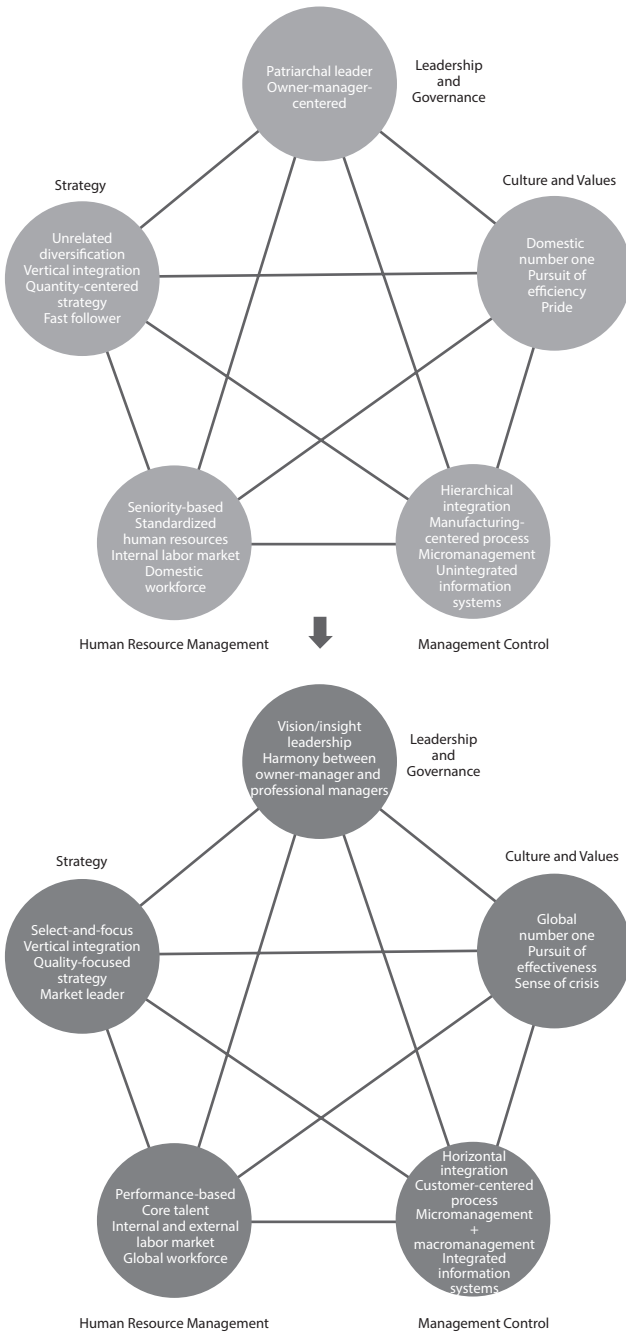 Patriarchal leader
Owner-manager-
centered
Leadership
and
Governance
Strategy
Unrelated
diversification
Vertical integration
Quantity-centered
strategy
Fast follower
Culture and Values
Domestic
number one
Pursuit of
efficiency
Pride
Seniority-based
Standardized
human resources
Internal labor market
Domestic
workforce
Human Resource Management
Hierarchical
integration
Manufacturing-
centered process
Micromanagement
Unintegrated
information
systems
Management Control
Vision/insight
leadership
Harmony between
owner-manager and
professional managers
Leadership
and
Governance
Strategy
Select-and-focus
Vertical integration
Quality-focused
strategy
Market leader
Culture and Values
Global
number one
Pursuit of
effectiveness
Sense of crisis
Performance-based
Core talent
Internal and external
labor market
Global workforce
Human Resource Management
Horizontal
integration
Customer-centered
process
Micromanagement
+
macromanagement
Integrated
information
systems
Management Control